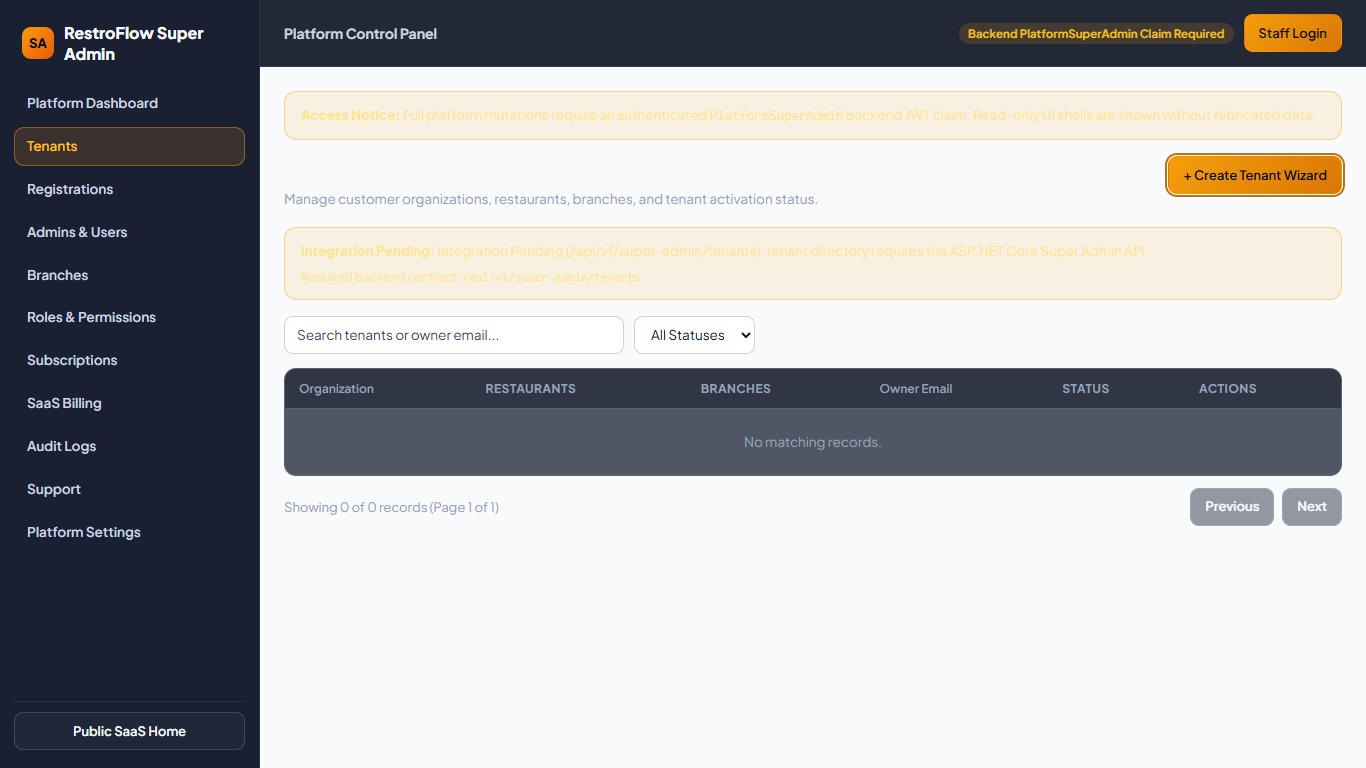 SA
RestroFlow Super
Admin
Platform Dashboard
Tenants
Registrations
Admins & Users
Branches
Roles & Permissions
Subscriptions
SaaS Billing
Audit Logs
Support
Platform Settings
Public SaaS Home
Platform Control Panel
Backend PlatformSuperAdmin Claim Required
Staff Login
Access Notice: Full platform mutations require an authenticated PlatformSuperAdmin backend JWT claim. Read-only UI shells are shown without fabricated data.
+ Create Tenant Wizard
Manage customer organizations, restaurants, branches, and tenant activation status.
Integration Pending: Integration Pending (/api/v1/super-admin/tenants): tenant directory requires the ASP.NET Core Super Admin API.
Required backend contract: /api/v1/super-admin/tenants
Search tenants or owner email...
All Statuses
Organization RESTAURANTS BRANCHES Owner Email STATUS ACTIONS
No matching records.
Showing 0 of 0 records (Page 1 of 1)
Previous
Next